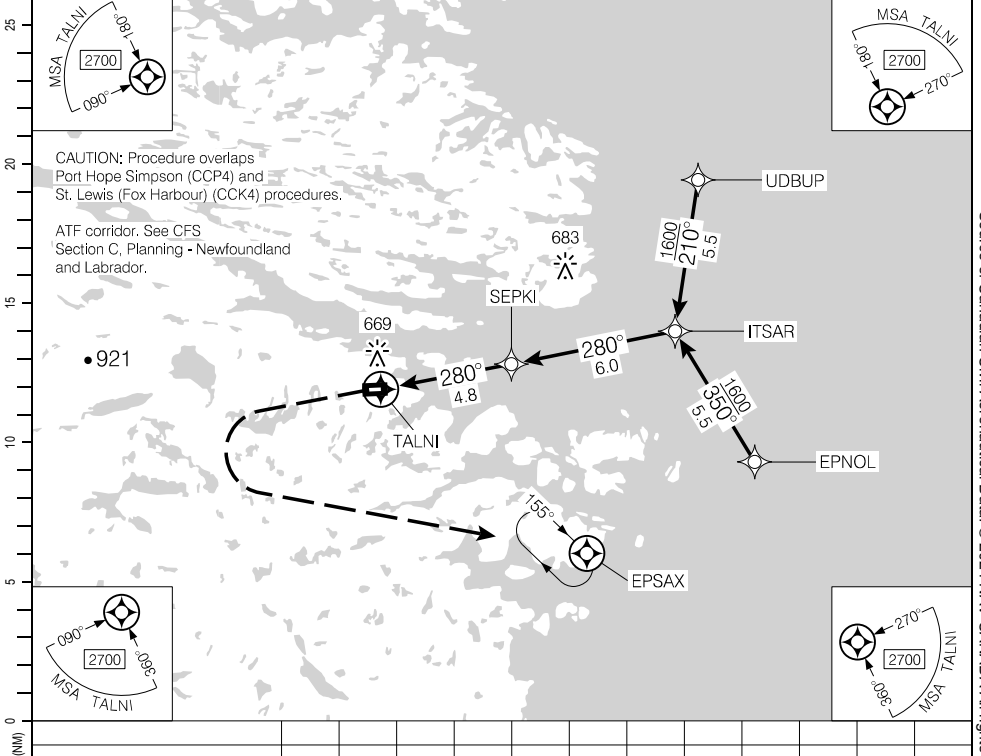 25
180°
MSA TALNI
2700
090°
MSA TALNI
180°
2700
270°
CAUTION: Procedure overlaps
Port Hope Simpson (CCP4) and
St. Lewis (Fox Harbour) (CCK4) procedures.
ATF corridor. See CFS
Section C, Planning - Newfoundland
and Labrador.
20
UDBUP
1600
210°
5.5
683
SEPKI
15
ITSAR
669
280°
6.0
921
280°
4.8
TALNI
1600
350°
5.5
10
EPNOL
155°
EPSAX
5
090°
360°
2700
MSA TALNI
270°
360°
2700
MSA TALNI
0
(NM)